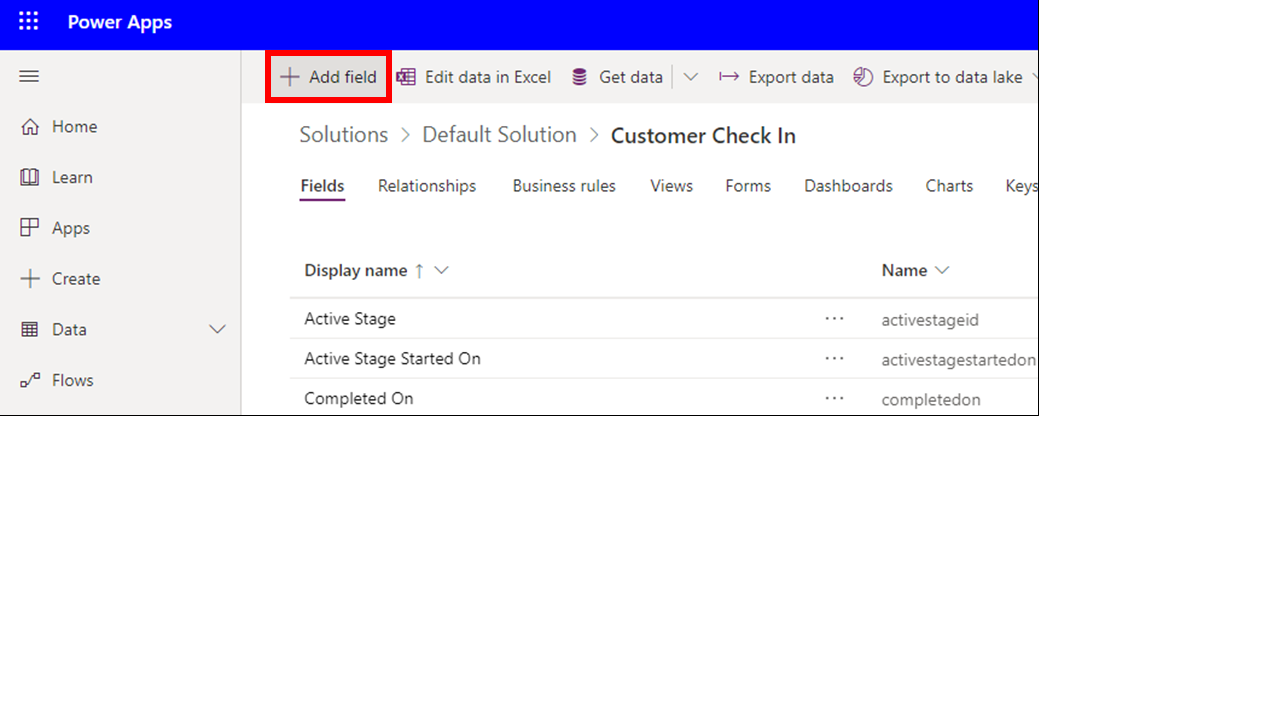 Power Apps
Add field Edit data in Excel Get data Export data Export to data lake
Home
Learn
Apps
Create
Data
Flows
Solutions > Default Solution > Customer Check In
Fields Relationships Business rules Views Forms Dashboards Charts Keys
Display name ↑ Name
Active Stage ··· activestageid
Active Stage Started On ··· activestagestartedon
Completed On ··· completedon